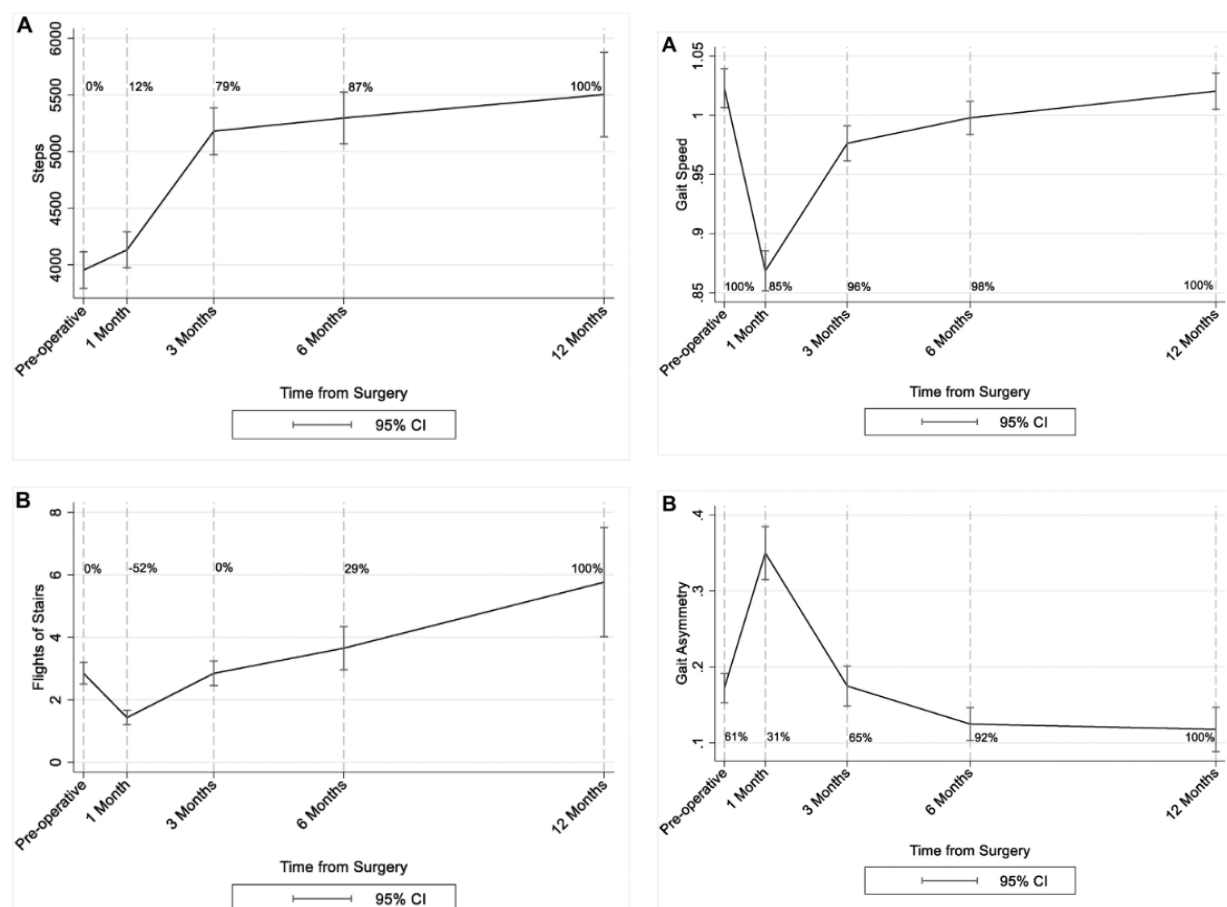 A
Steps
6000
5500
5000
4500
4000
0%
12%
79%
87%
100%
Pre-operative
1 Month
3 Months
6 Months
12 Months
Time from Surgery
95% CI
A
Gait Speed
1.05
1
.95
.9
.85
100%
85%
96%
98%
100%
Pre-operative
1 Month
3 Months
6 Months
12 Months
Time from Surgery
95% CI
B
Flights of Stairs
8
6
4
2
0
0%
-52%
0%
29%
100%
Pre-operative
1 Month
3 Months
6 Months
12 Months
Time from Surgery
95% CI
B
Gait Asymmetry
.4
.3
.2
.1
61%
31%
65%
92%
100%
Pre-operative
1 Month
3 Months
6 Months
12 Months
Time from Surgery
95% CI